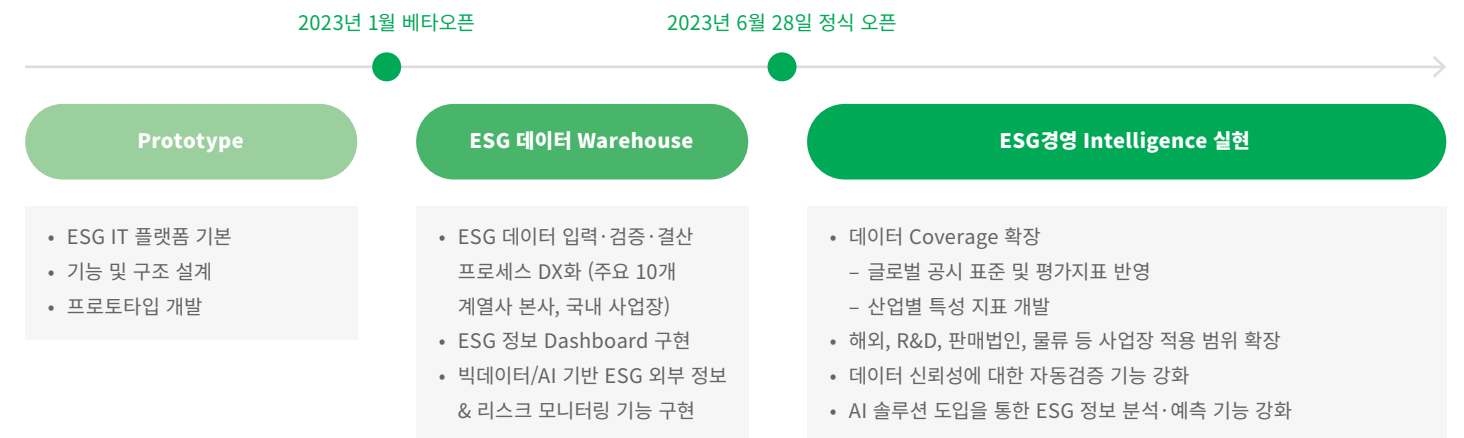 2023년 1월 베타오픈
2023년 6월 28일 정식 오픈
Prototype
• ESG IT 플랫폼 기본
• 기능 및 구조 설계
• 프로토타입 개발
ESG 데이터 Warehouse
• ESG 데이터 입력·검증·결산
프로세스 DX화 (주요 10개
계열사 본사, 국내 사업장)
• ESG 정보 Dashboard 구현
• 빅데이터/AI 기반 ESG 외부 정보
& 리스크 모니터링 기능 구현
ESG경영 Intelligence 실현
• 데이터 Coverage 확장
– 글로벌 공시 표준 및 평가지표 반영
– 산업별 특성 지표 개발
• 해외, R&D, 판매법인, 물류 등 사업장 적용 범위 확장
• 데이터 신뢰성에 대한 자동검증 기능 강화
• AI 솔루션 도입을 통한 ESG 정보 분석·예측 기능 강화